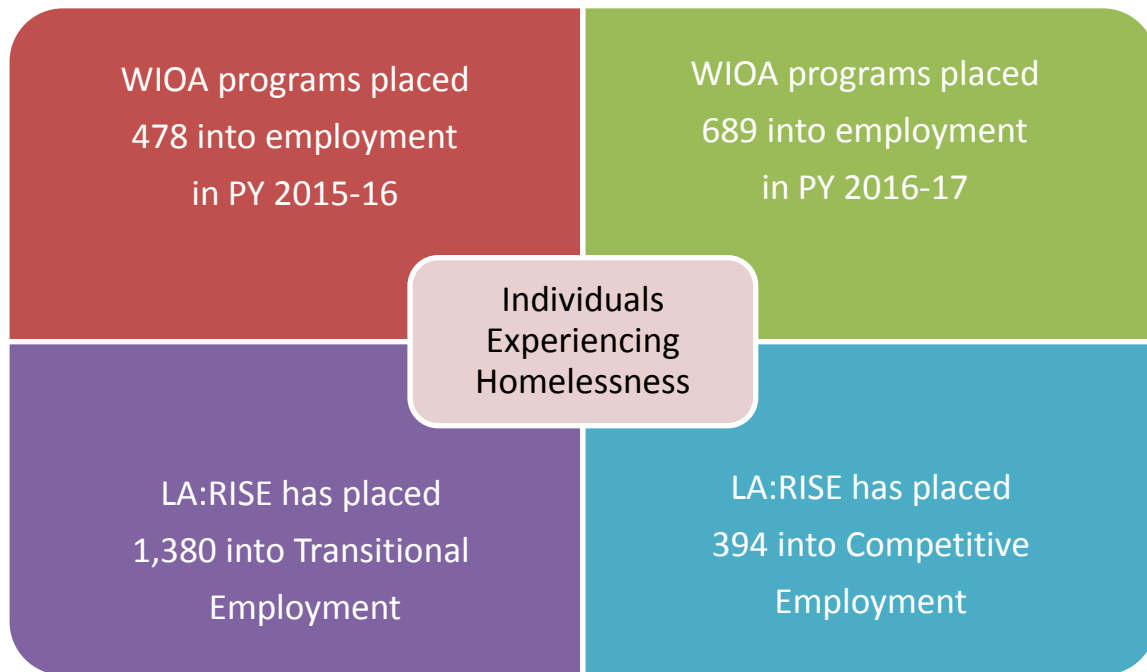 WIOA programs placed
478 into employment
in PY 2015-16
WIOA programs placed
689 into employment
in PY 2016-17
Individuals
Experiencing
Homelessness
LA:RISE has placed
1,380 into Transitional
Employment
LA:RISE has placed
394 into Competitive
Employment